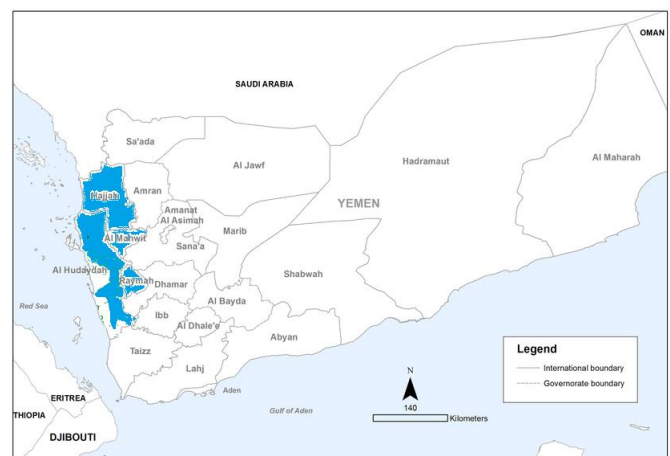 OMAN
SAUDI ARABIA
Sa'ada
Al Jawf
Hadramaut
Al Maharah
Hajjah
Amran
YEMEN
Amanat
Al Asimah
Marib
Al Mahwit
Sana'a
Al Hudaydah
Raymah
Dhamar
Shabwah
Al Bayda
Red Sea
Ibb
Al Dhale'e
Abyan
Taizz
Lahj
Aden
Gulf of Aden
ERITREA
THIOPIA
DJIBOUTI
N
140
Kilometers
Legend
International boundary
Governorate boundary